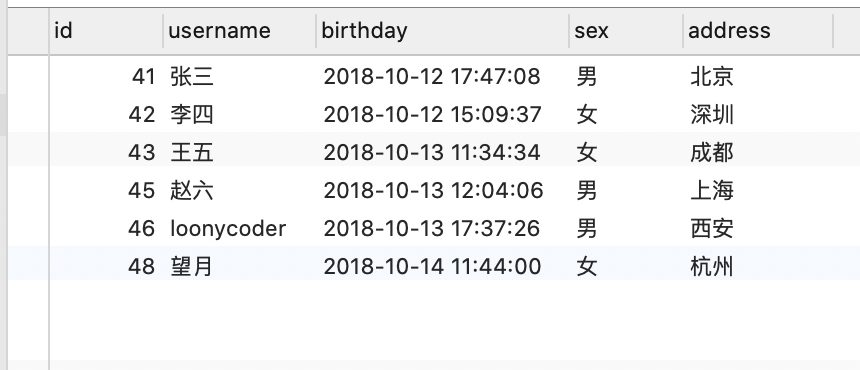 id username birthday sex address
41 张三 2018-10-12 17:47:08 男 北京
42 李四 2018-10-12 15:09:37 女 深圳
43 王五 2018-10-13 11:34:34 女 成都
45 赵六 2018-10-13 12:04:06 男 上海
46 loonycoder 2018-10-13 17:37:26 男 西安
48 望月 2018-10-14 11:44:00 女 杭州